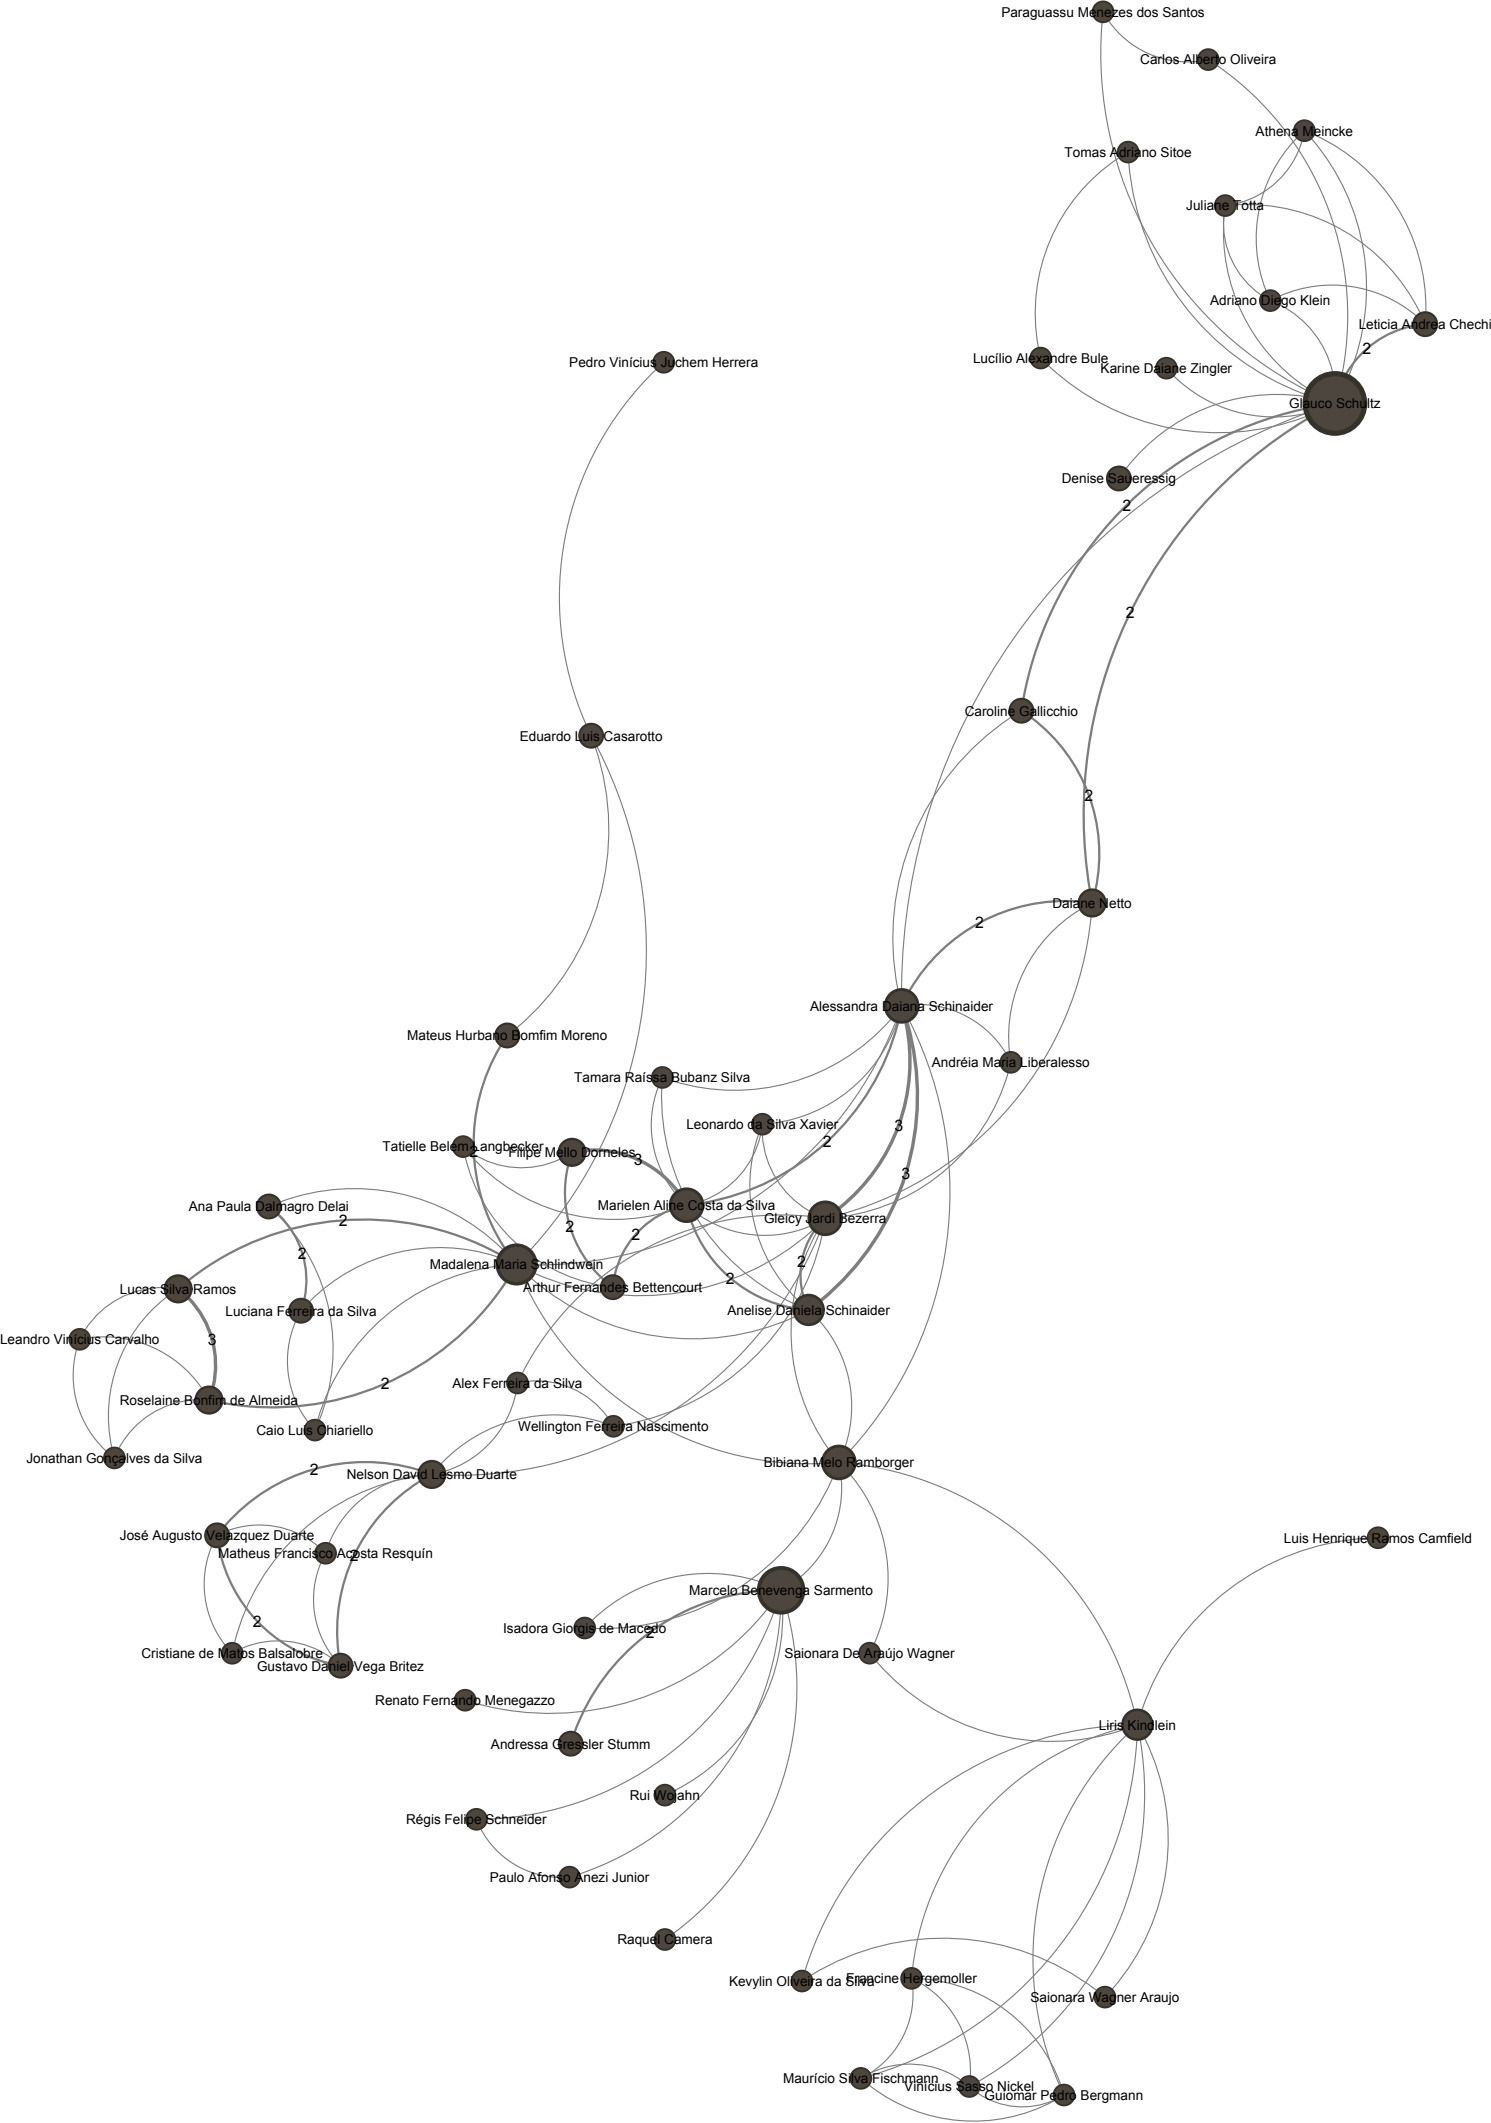 Paraguassu Menezes dos Santos
Carlos Alberto Oliveira
Athena Meincke
Tomas Adriano Sitoe
Juliane Totta
Adriano Diego Klein
Leticia Andrea Chechi
2
Lucílio Alexandre Bule
Karine Daiane Zingler
Pedro Vinícius Juchem Herrera
Glauco Schultz
Denise Saueressig
2
2
Caroline Gallicchio
Eduardo Luis Casarotto
2
Daiane Netto
2
Alessandra Daiana Schinaider
Mateus Hurbano Bomfim Moreno
Andréia Maria Liberalesso
Tamara Raíssa Bubanz Silva
Leonardo da Silva Xavier
3
2
Tatielle Belem Langbecker
2
Filipe Mello Dorneles
3
3
Ana Paula Dalmagro Delai
Marielen Aline Costa da Silva
Gleicy Jardi Bezerra
2
2
2
2
Madalena Maria Schlindwein
2
2
Lucas Silva Ramos
Arthur Fernandes Bettencourt
Luciana Ferreira da Silva
Anelise Daniela Schinaider
Leandro Vinícius Carvalho
3
2
Alex Ferreira da Silva
Roselaine Bonfim de Almeida
Caio Luis Chiariello
Wellington Ferreira Nascimento
Jonathan Gonçalves da Silva
Bibiana Melo Ramborger
2
Nelson David Lesmo Duarte
José Augusto Velázquez Duarte
Luis Henrique Ramos Camfield
Matheus Francisco Acosta Resquín
2
Marcelo Benevenga Sarmento
2
Isadora Giorgis de Macedo
2
Cristiane de Matos Balsalobre
Saionara De Araújo Wagner
Gustavo Daniel Vega Britez
Renato Fernando Menegazzo
Liris Kindlein
Andressa Gressler Stumm
Rui Wojahn
Régis Felipe Schneider
Paulo Afonso Anezi Junior
Raquel Camera
Kevylin Oliveira da Silva
Francine Hergemoller
Saionara Wagner Araujo
Maurício Silva Fischmann
Vinícius Sasso Nickel
Guiomar Pedro Bergmann